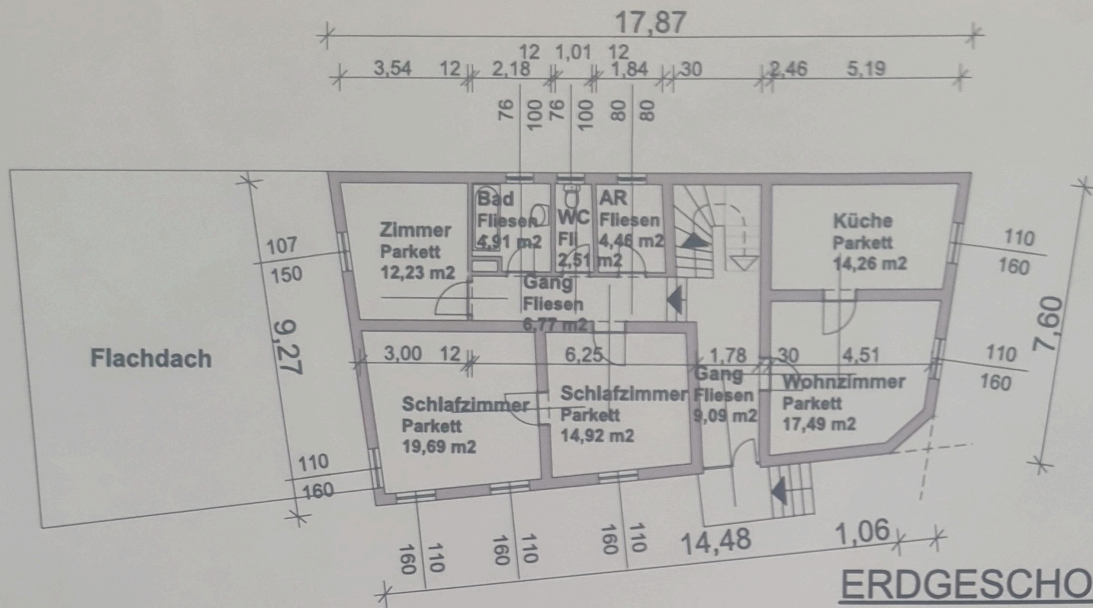 17,87
12 1,01 12
3,54 12 2,18 1,84 30 2,46 5,19
76
100
76
100
80
80
Bad
Fliesen
4,91 m2
WC
Fli
2,51 m2
AR
Fliesen
4,46 m2
Zimmer
Parkett
12,23 m2
Küche
Parkett
14,26 m2
107
150
110
160
Gang
Fliesen
6,77 m2
Flachdach
9,27
7,60
3,00 12 6,25 1,78 30 4,51
110
160
Schlafzimmer
Parkett
19,69 m2
Schlafzimmer
Parkett
14,92 m2
Gang
Fliesen
9,09 m2
Wohnzimmer
Parkett
17,49 m2
110
160
160
110
160
110
160
110
14,48
1,06
ERDGESCHO